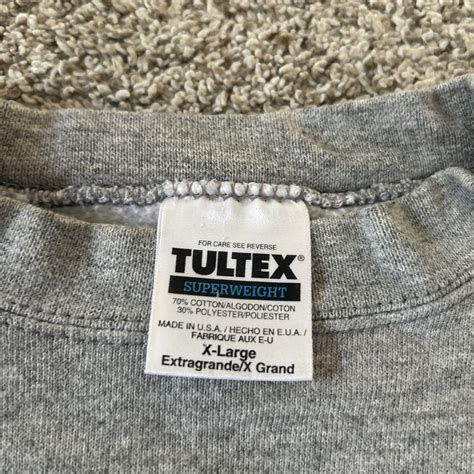 FOR CARE SEE REVERSE
TULTEX®
SUPERWEIGHT
70% COTTON/ALGODON/COTON
30% POLYESTER/POLIESTER
MADE IN U.S.A. / HECHO EN E.U.A. /
FABRIQUE AUX E-U
X-Large
Extragrande/X Grand